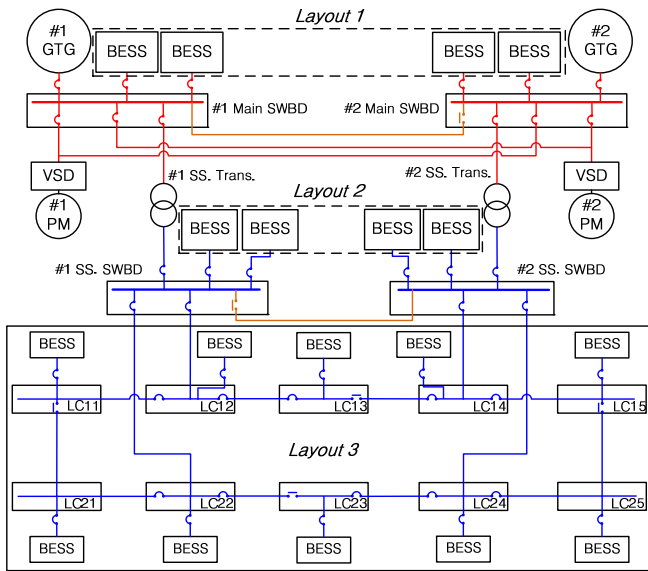 Layout 1
#1
GTG
BESS
BESS
BESS
BESS
#2
GTG
#1 Main SWBD
#2 Main SWBD
VSD
#1 SS. Trans.
#2 SS. Trans.
VSD
#1
PM
Layout 2
#2
PM
BESS
BESS
BESS
BESS
#1 SS. SWBD
#2 SS. SWBD
BESS
BESS
BESS
BESS
BESS
LC11
LC12
LC13
LC14
LC15
Layout 3
LC21
LC22
LC23
LC24
LC25
BESS
BESS
BESS
BESS
BESS